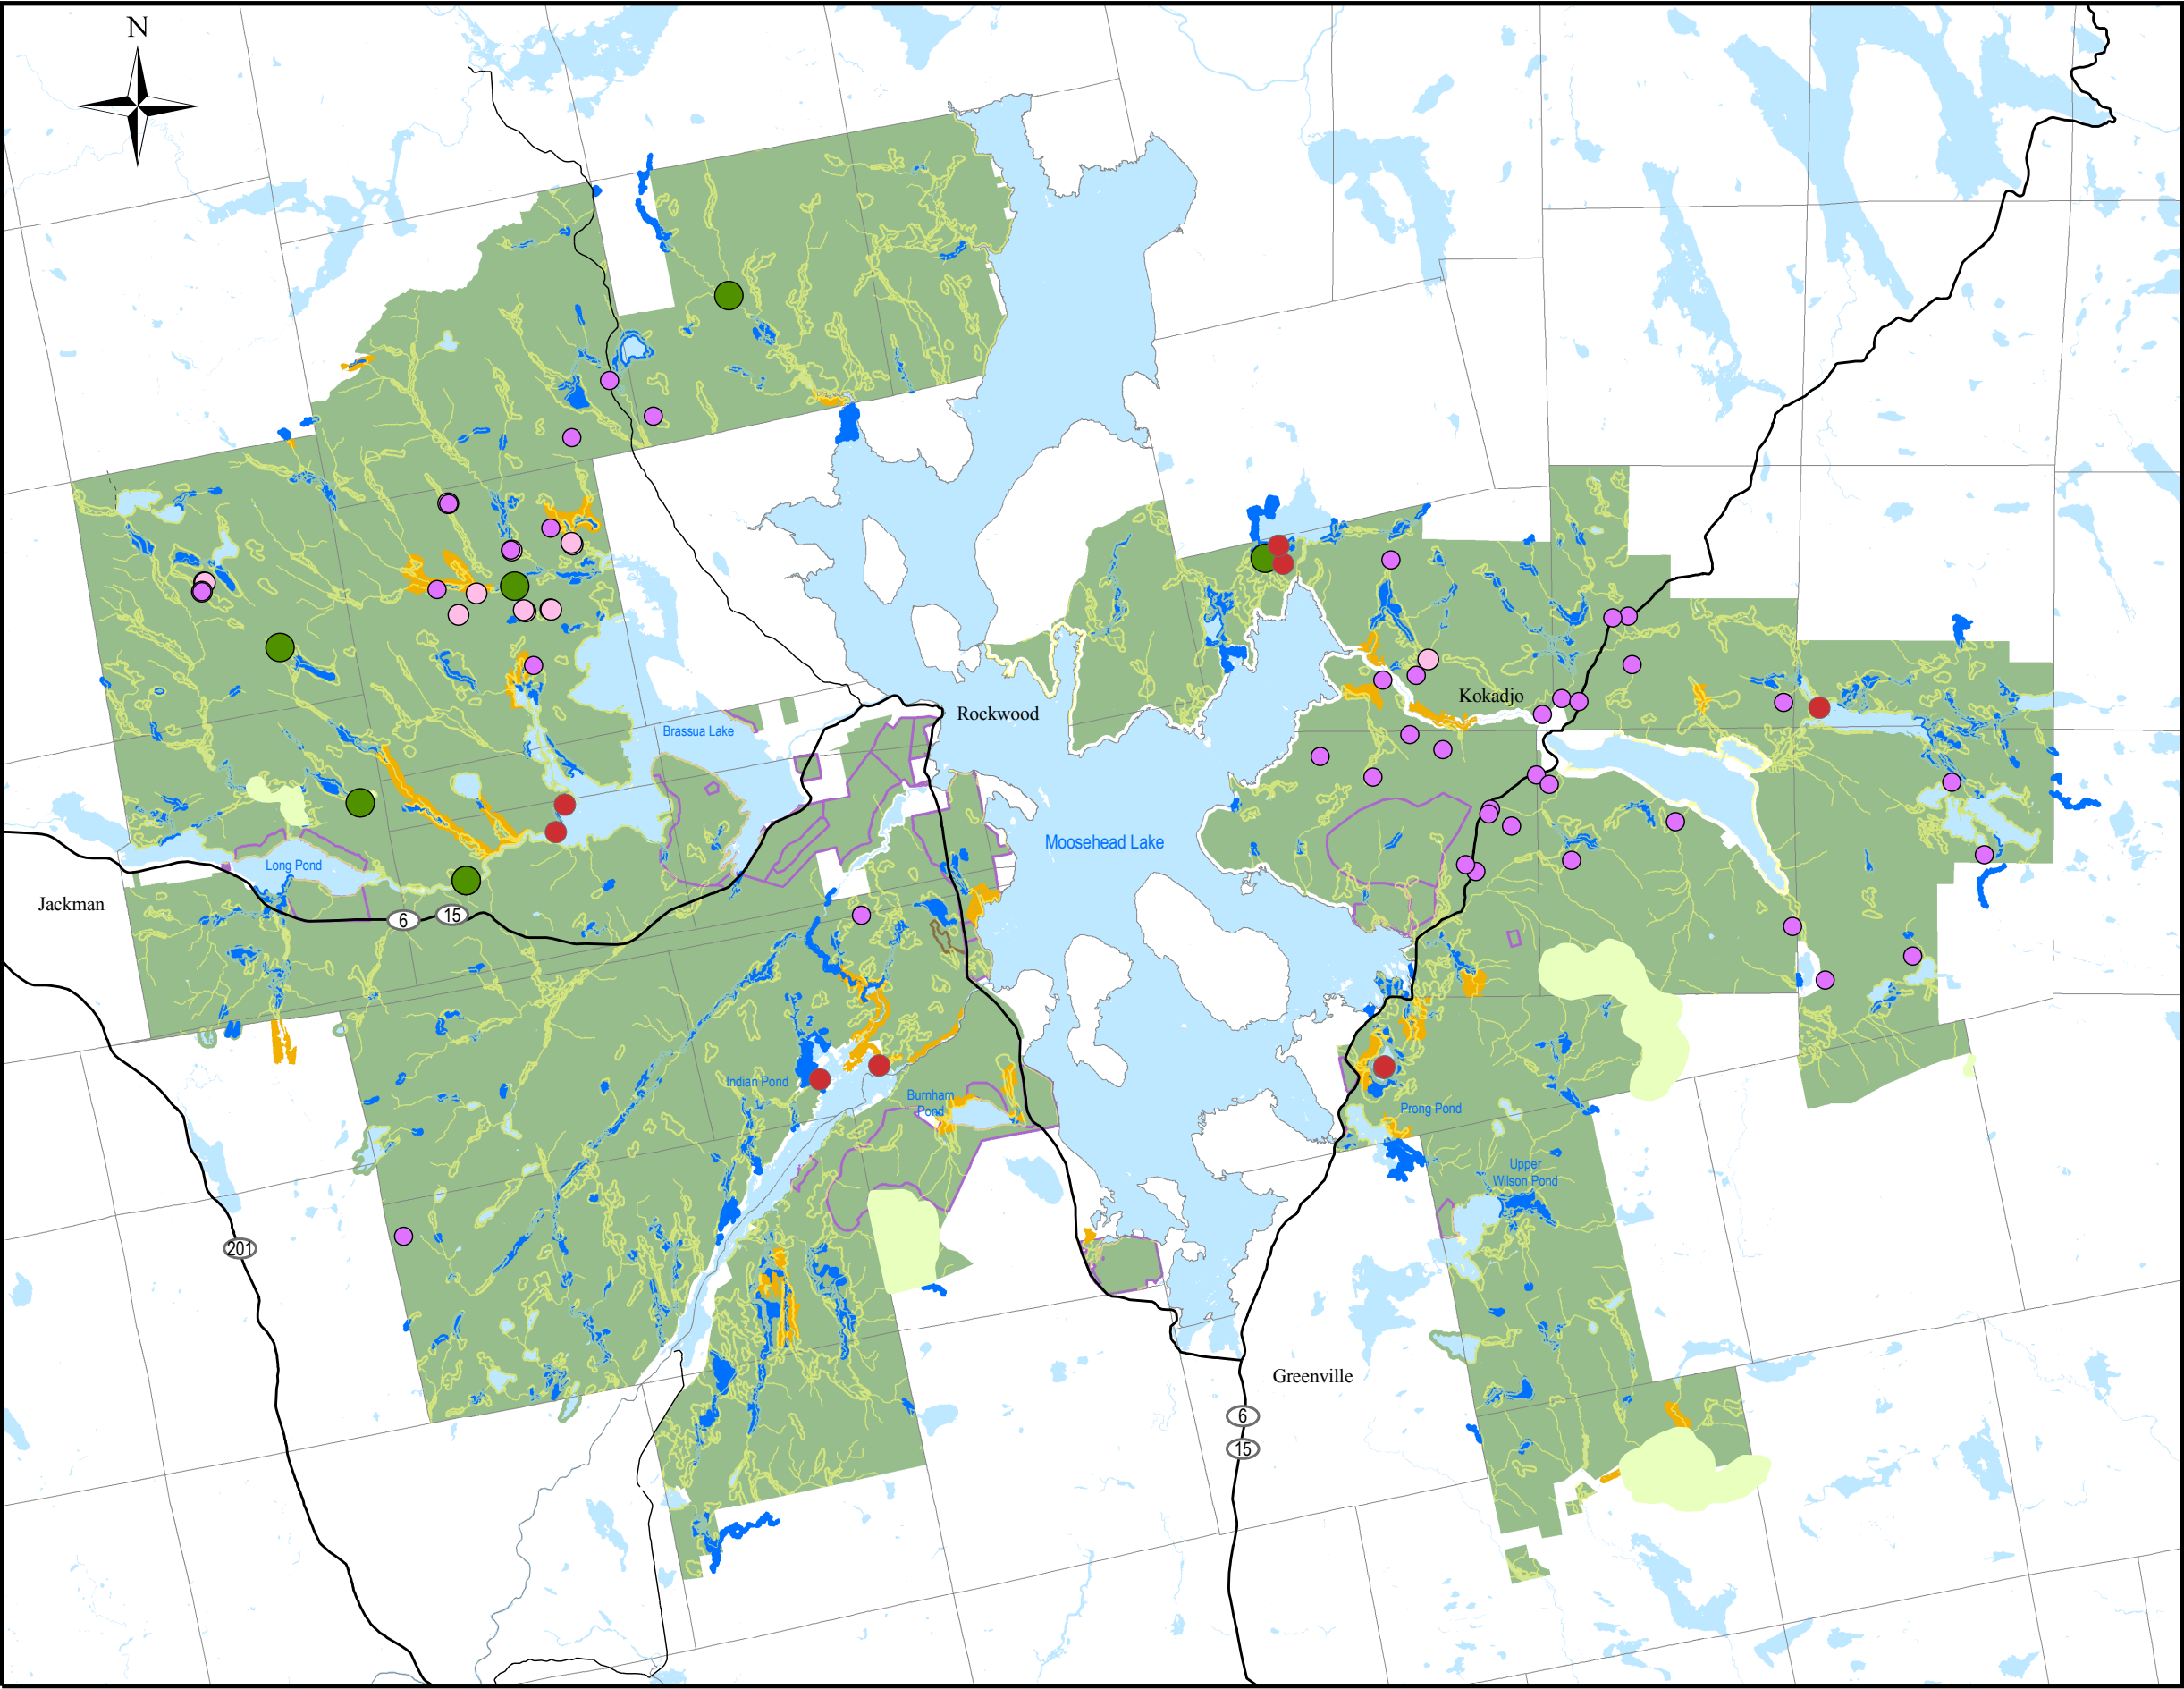 N
Kokadjo
Rockwood
Brassua Lake
Moosehead Lake
Long Pond
Jackman
6
15
Indian Pond
Burnham
Pond
Prong Pond
Upper
Wilson Pond
201
Greenville
6
15